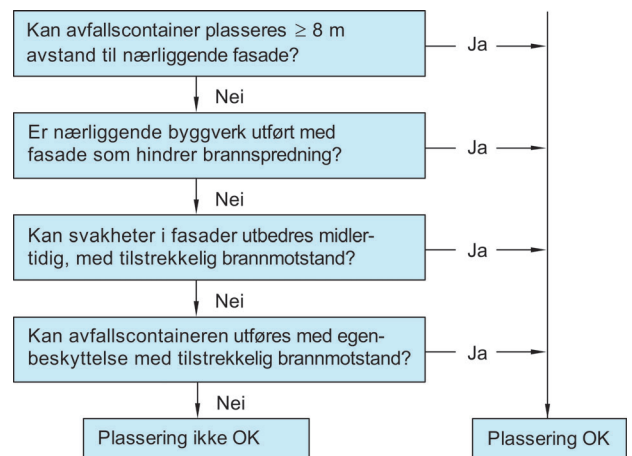 Kan avfallscontainer plasseres ≥ 8 m
avstand til nærliggende fasade?
Ja
Nei
Er nærliggende byggverk utført med
fasade som hindrer brannspredning?
Ja
Nei
Kan svakheter i fasader utbedres midler-
tidig, med tilstrekkelig brannmotstand?
Ja
Nei
Kan avfallscontaineren utføres med egen-
beskyttelse med tilstrekkelig brannmotstand?
Ja
Nei
Plassering ikke OK
Plassering OK